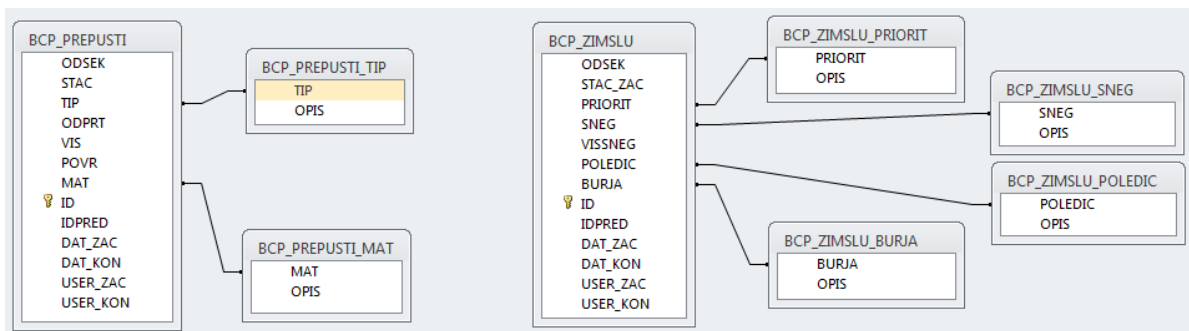 BCP_PREPUSTI
ODSEK
STAC
TIP
ODPRT
VIS
POVR
MAT
ID
IDPRED
DAT_ZAC
DAT_KON
USER_ZAC
USER_KON
BCP_PREPUSTI_TIP
TIP
OPIS
BCP_PREPUSTI_MAT
MAT
OPIS
BCP_ZIMSLU
ODSEK
STAC_ZAC
PRIORIT
SNEG
VISSNEG
POLEDIC
BURJA
ID
IDPRED
DAT_ZAC
DAT_KON
USER_ZAC
USER_KON
BCP_ZIMSLU_PRIORIT
PRIORIT
OPIS
BCP_ZIMSLU_SNEG
SNEG
OPIS
BCP_ZIMSLU_POLEDIC
POLEDIC
OPIS
BCP_ZIMSLU_BURJA
BURJA
OPIS